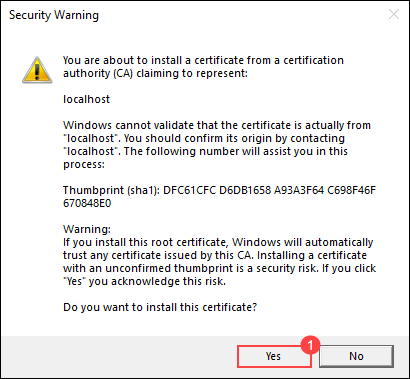 Security Warning
You are about to install a certificate from a certification
authority (CA) claiming to represent:
localhost
Windows cannot validate that the certificate is actually from
"localhost". You should confirm its origin by contacting
"localhost". The following number will assist you in this
process:
Thumbprint (sha1): DFC61CFC D6DB1658 A93A3F64 C698F46F
670848E0
Warning:
If you install this root certificate, Windows will automatically
trust any certificate issued by this CA. Installing a certificate
with an unconfirmed thumbprint is a security risk. If you click
"Yes" you acknowledge this risk.
Do you want to install this certificate?
1
Yes No